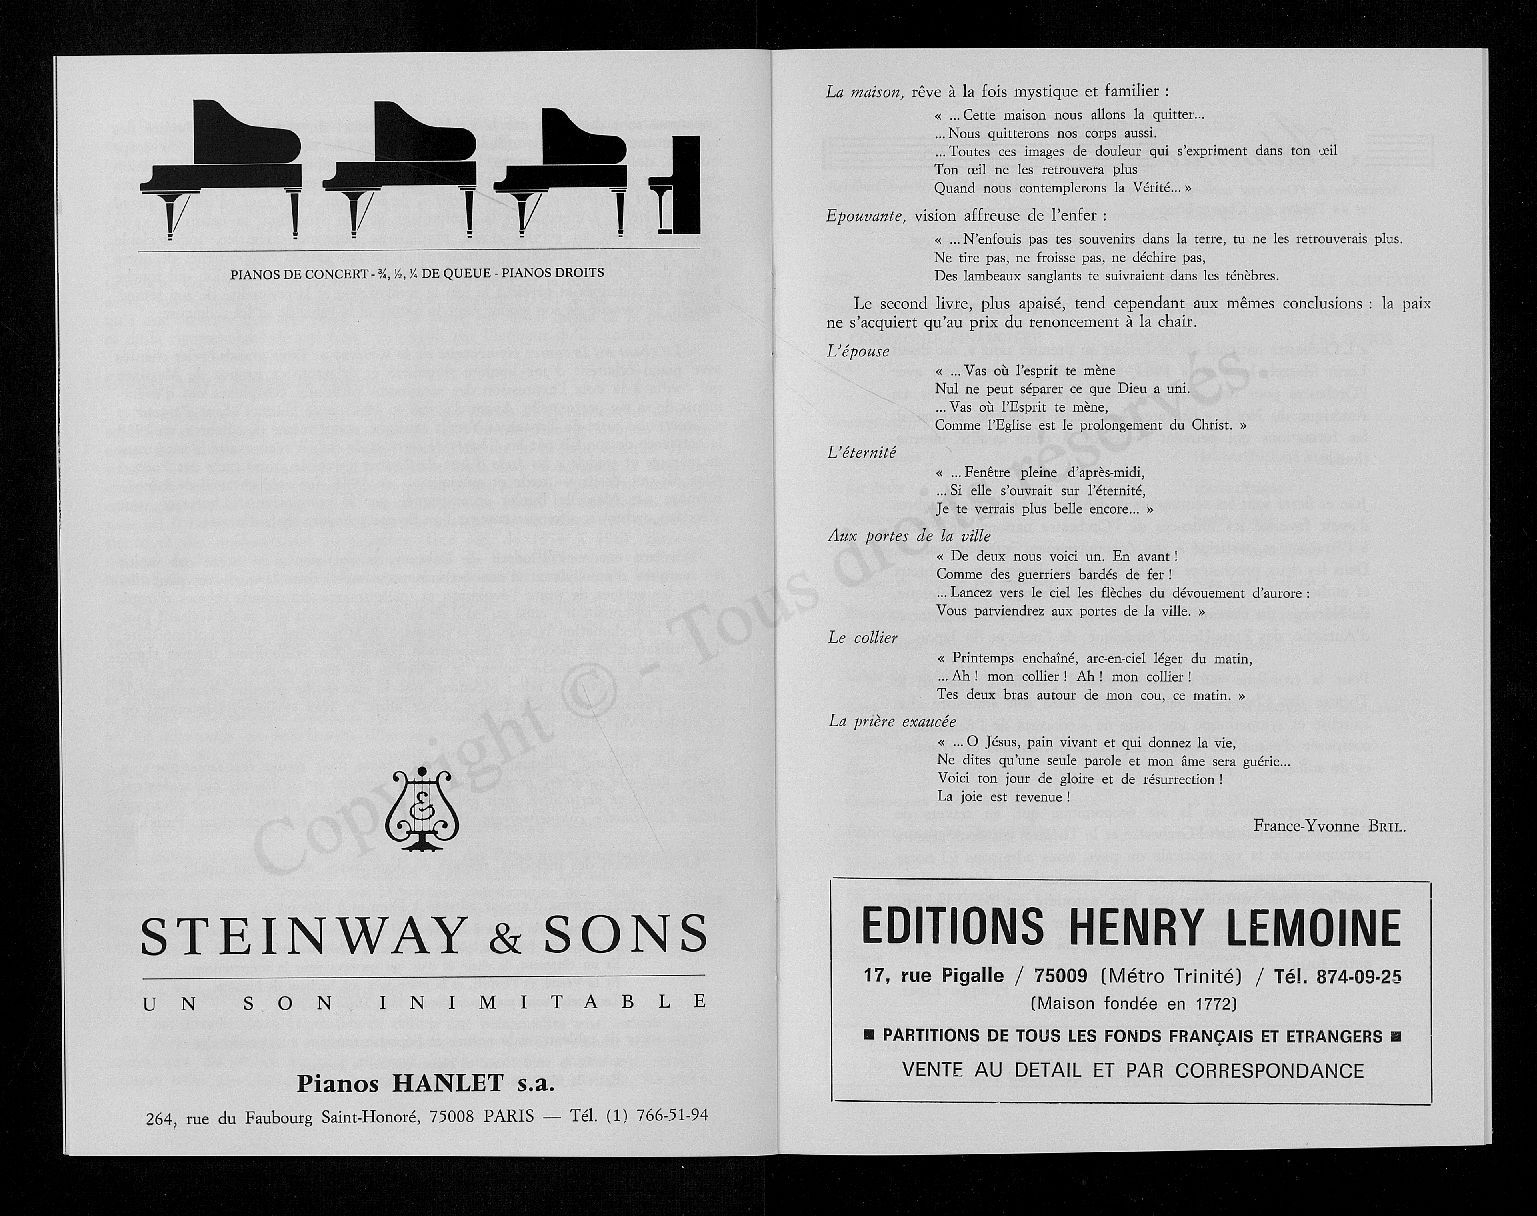 PIANOS DE CONCERT - ¾, ½, ¼ DE QUEUE - PIANOS DROITS
&
STEINWAY & SONS
UN SON INIMITABLE
Pianos HANLET s.a.
264, rue du Faubourg Saint-Honoré, 75008 PARIS — Tél. (1) 766-51-94
La maison, rêve à la fois mystique et familier :
« ... Cette maison nous allons la quitter...
... Nous quitterons nos corps aussi.
... Toutes ces images de douleur qui s'expriment dans ton œil
Ton œil ne les retrouvera plus
Quand nous contemplerons la Vérité... »
Epouvante, vision affreuse de l'enfer :
« ... N'enfouis pas tes souvenirs dans la terre, tu ne les retrouverais plus.
Ne tire pas, ne froisse pas, ne déchire pas,
Des lambeaux sanglants te suivraient dans les ténèbres.
Le second livre, plus apaisé, tend cependant aux mêmes conclusions : la paix
ne s'acquiert qu'au prix du renoncement à la chair.
L'épouse
« ... Vas où l'esprit te mène
Nul ne peut séparer ce que Dieu a uni.
... Vas où l'Esprit te mène,
Comme l'Eglise est le prolongement du Christ. »
L'éternité
« ... Fenêtre pleine d'après-midi,
... Si elle s'ouvrait sur l'éternité,
Je te verrais plus belle encore... »
Aux portes de la ville
« De deux nous voici un. En avant !
Comme des guerriers bardés de fer !
... Lancez vers le ciel les flèches du dévouement d'aurore :
Vous parviendrez aux portes de la ville. »
Le collier
« Printemps enchaîné, arc-en-ciel léger du matin,
... Ah ! mon collier ! Ah ! mon collier !
Tes deux bras autour de mon cou, ce matin. »
La prière exaucée
« ... O Jésus, pain vivant et qui donnez la vie,
Ne dites qu'une seule parole et mon âme sera guérie...
Voici ton jour de gloire et de résurrection !
La joie est revenue !
France-Yvonne BRIL.
EDITIONS HENRY LEMOINE
17, rue Pigalle / 75009 (Métro Trinité) / Tél. 874-09-25
(Maison fondée en 1772)
■ PARTITIONS DE TOUS LES FONDS FRANÇAIS ET ETRANGERS ■
VENTE AU DETAIL ET PAR CORRESPONDANCE
Copyright © - Tous droits réservés.